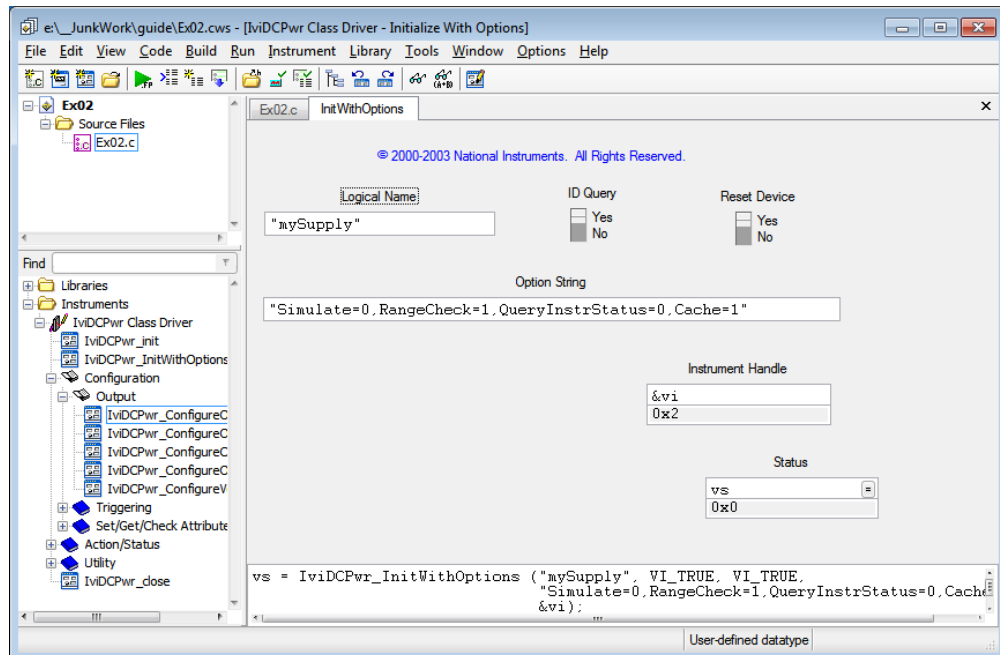 e:\__JunkWork\guide\Ex02.cws - [IviDCPwr Class Driver - Initialize With Options]
File Edit View Code Build Run Instrument Library Tools Window Options Help
Ex02
Source Files
Ex02.c
Find
Libraries
Instruments
IviDCPwr Class Driver
IviDCPwr_init
IviDCPwr_InitWithOptions
Configuration
Output
IviDCPwr_ConfigureC
IviDCPwr_ConfigureC
IviDCPwr_ConfigureC
IviDCPwr_ConfigureC
IviDCPwr_ConfigureV
Triggering
Set/Get/Check Attribute
Action/Status
Utility
IviDCPwr_close
Ex02.c InitWithOptions
© 2000-2003 National Instruments. All Rights Reserved.
Logical Name
"mySupply"
ID Query
Yes
No
Reset Device
Yes
No
Option String
"Simulate=0,RangeCheck=1,QueryInstrStatus=0,Cache=1"
Instrument Handle
&vi
0x2
Status
vs
0x0
vs = IviDCPwr_InitWithOptions ("mySupply", VI_TRUE, VI_TRUE,
"Simulate=0,RangeCheck=1,QueryInstrStatus=0,Cache
&vi);
User-defined datatype